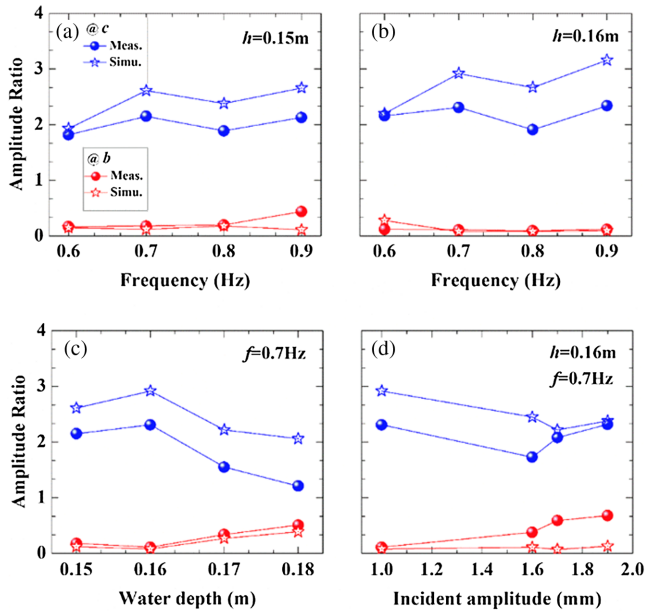 (a)
@ c
Meas.
Simu.
h=0.15m
@ b
Meas.
Simu.
Amplitude Ratio
4
3
2
1
0
0.6 0.7 0.8 0.9
Frequency (Hz)
(b)
h=0.16m
0.6 0.7 0.8 0.9
Frequency (Hz)
(c)
f=0.7Hz
Amplitude Ratio
4
3
2
1
0
0.15 0.16 0.17 0.18
Water depth (m)
(d)
h=0.16m
f=0.7Hz
1.0 1.2 1.4 1.6 1.8 2.0
Incident amplitude (mm)